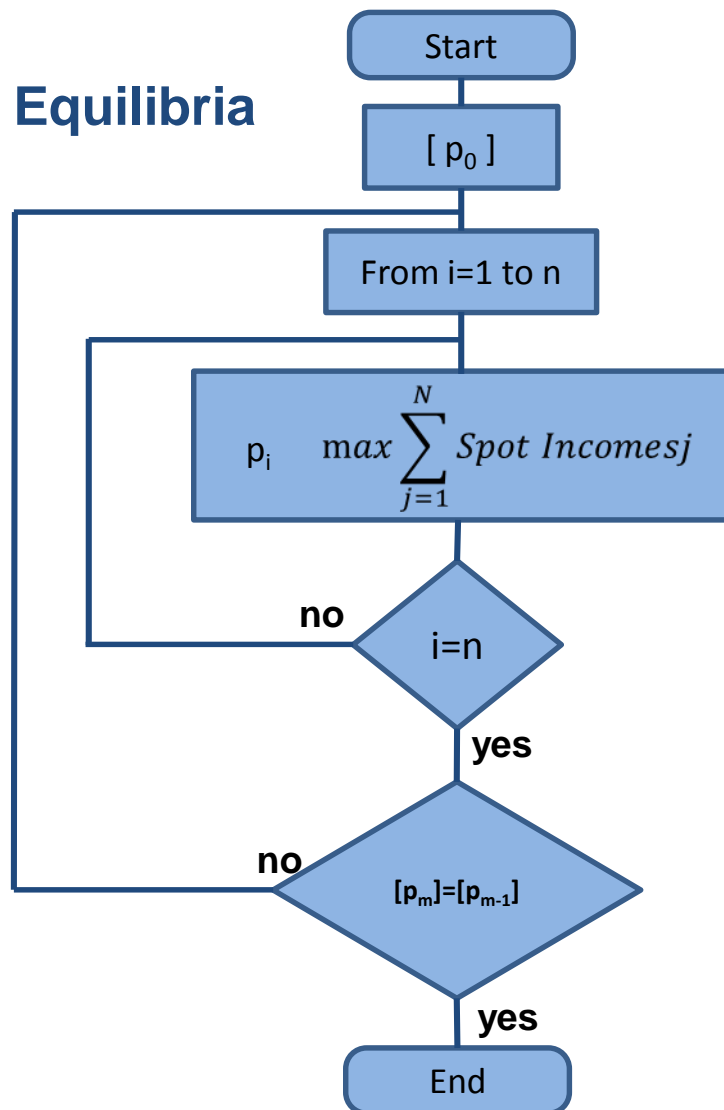 Start
Equilibria
[ p₀ ]
From i=1 to n
pᵢ max ∑_{j=1}^{N} Spot Incomesj
no
i=n
yes
no
[pₘ]=[pₘ₋₁]
yes
End